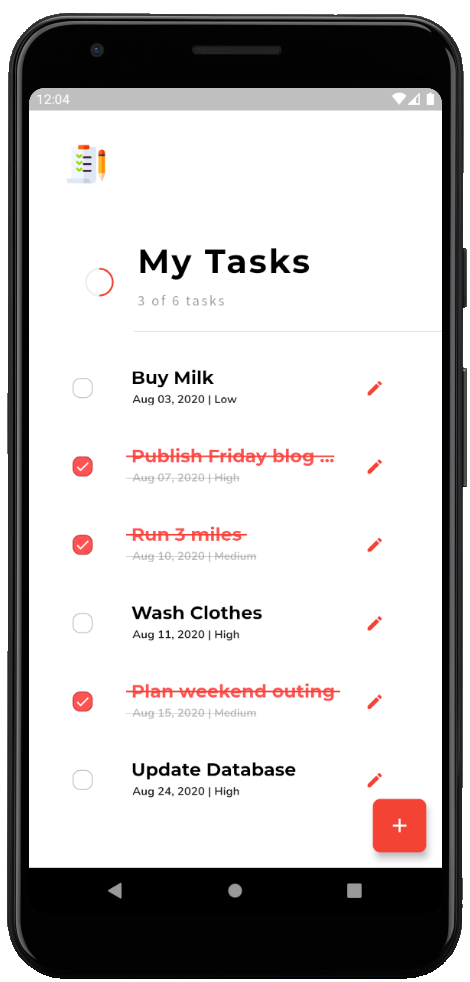 12:04
My Tasks
3 of 6 tasks
Buy Milk
Aug 03, 2020 | Low
Publish Friday blog ...
Aug 07, 2020 | High
Run 3 miles
Aug 10, 2020 | Medium
Wash Clothes
Aug 11, 2020 | High
Plan weekend outing
Aug 15, 2020 | Medium
Update Database
Aug 24, 2020 | High
+